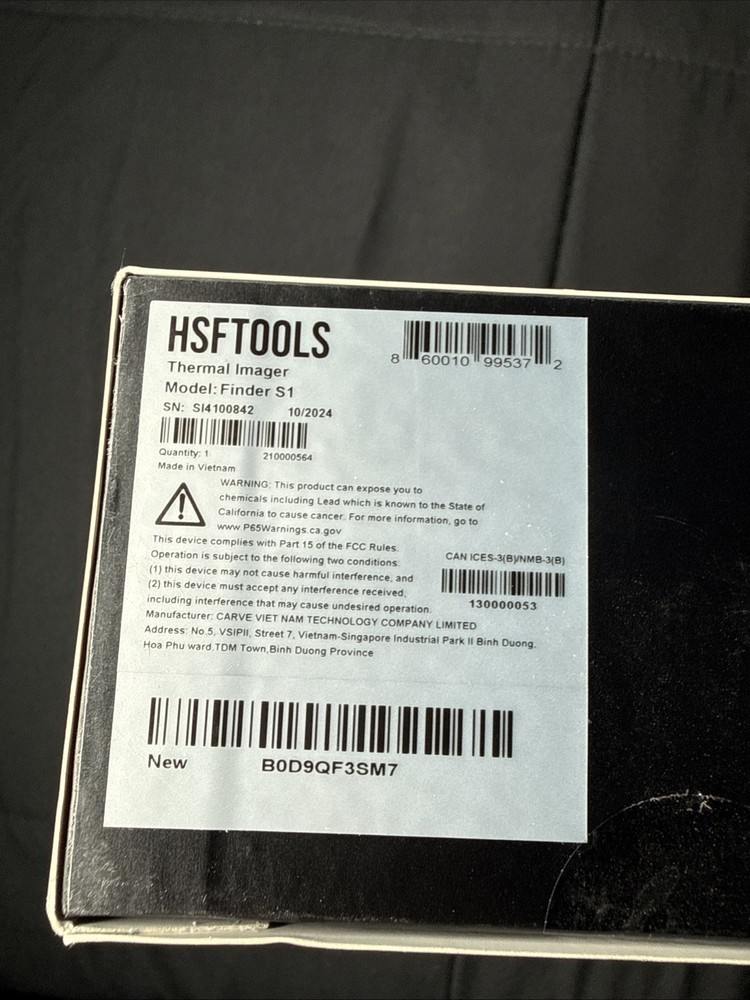 HSFTOOLS
8 60010 99537 2
Thermal Imager
Model: Finder S1
SN: SI4100842 10/2024
Quantity: 1 210000564
Made in Vietnam
WARNING: This product can expose you to
chemicals including Lead which is known to the State of
California to cause cancer. For more information, go to
www.P65Warnings.ca.gov
This device complies with Part 15 of the FCC Rules.
Operation is subject to the following two conditions:
(1) this device may not cause harmful interference, and
(2) this device must accept any interference received,
including interference that may cause undesired operation.
CAN ICES-3(B)/NMB-3(B)
130000053
Manufacturer: CARVE VIET NAM TECHNOLOGY COMPANY LIMITED
Address: No.5, VSIPII, Street 7, Vietnam-Singapore Industrial Park II Binh Duong,
Hoa Phu ward,TDM Town,Binh Duong Province
New B0D9QF3SM7